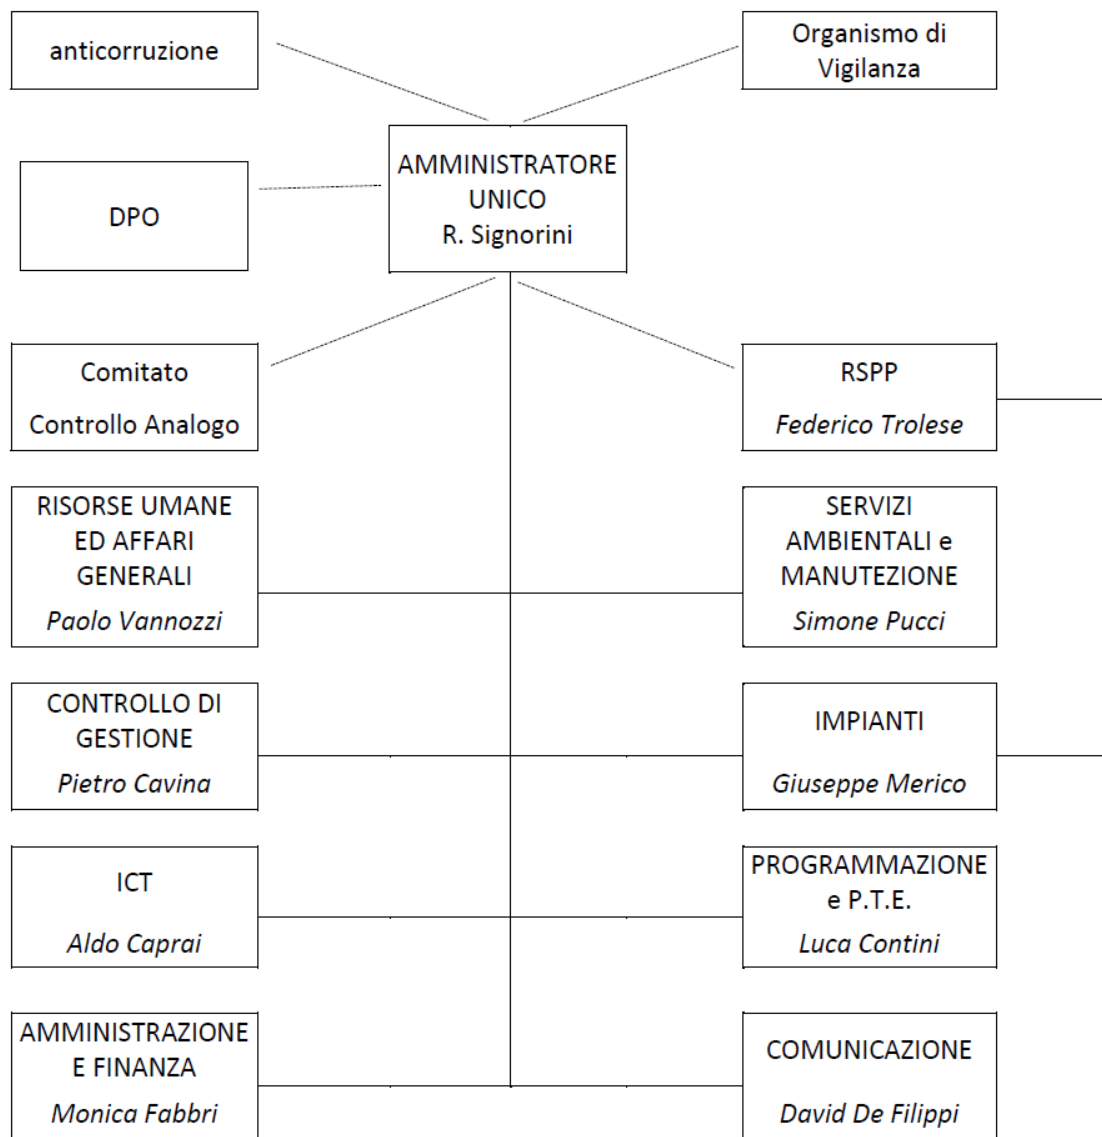 anticorruzione
Organismo di
Vigilanza
AMMINISTRATORE
UNICO
R. Signorini
DPO
Comitato
Controllo Analogo
RSPP
Federico Trolese
RISORSE UMANE
ED AFFARI
GENERALI
Paolo Vannozzi
SERVIZI
AMBIENTALI e
MANUTEZIONE
Simone Pucci
CONTROLLO DI
GESTIONE
Pietro Cavina
IMPIANTI
Giuseppe Merico
ICT
Aldo Caprai
PROGRAMMAZIONE
e P.T.E.
Luca Contini
AMMINISTRAZIONE
E FINANZA
Monica Fabbri
COMUNICAZIONE
David De Filippi